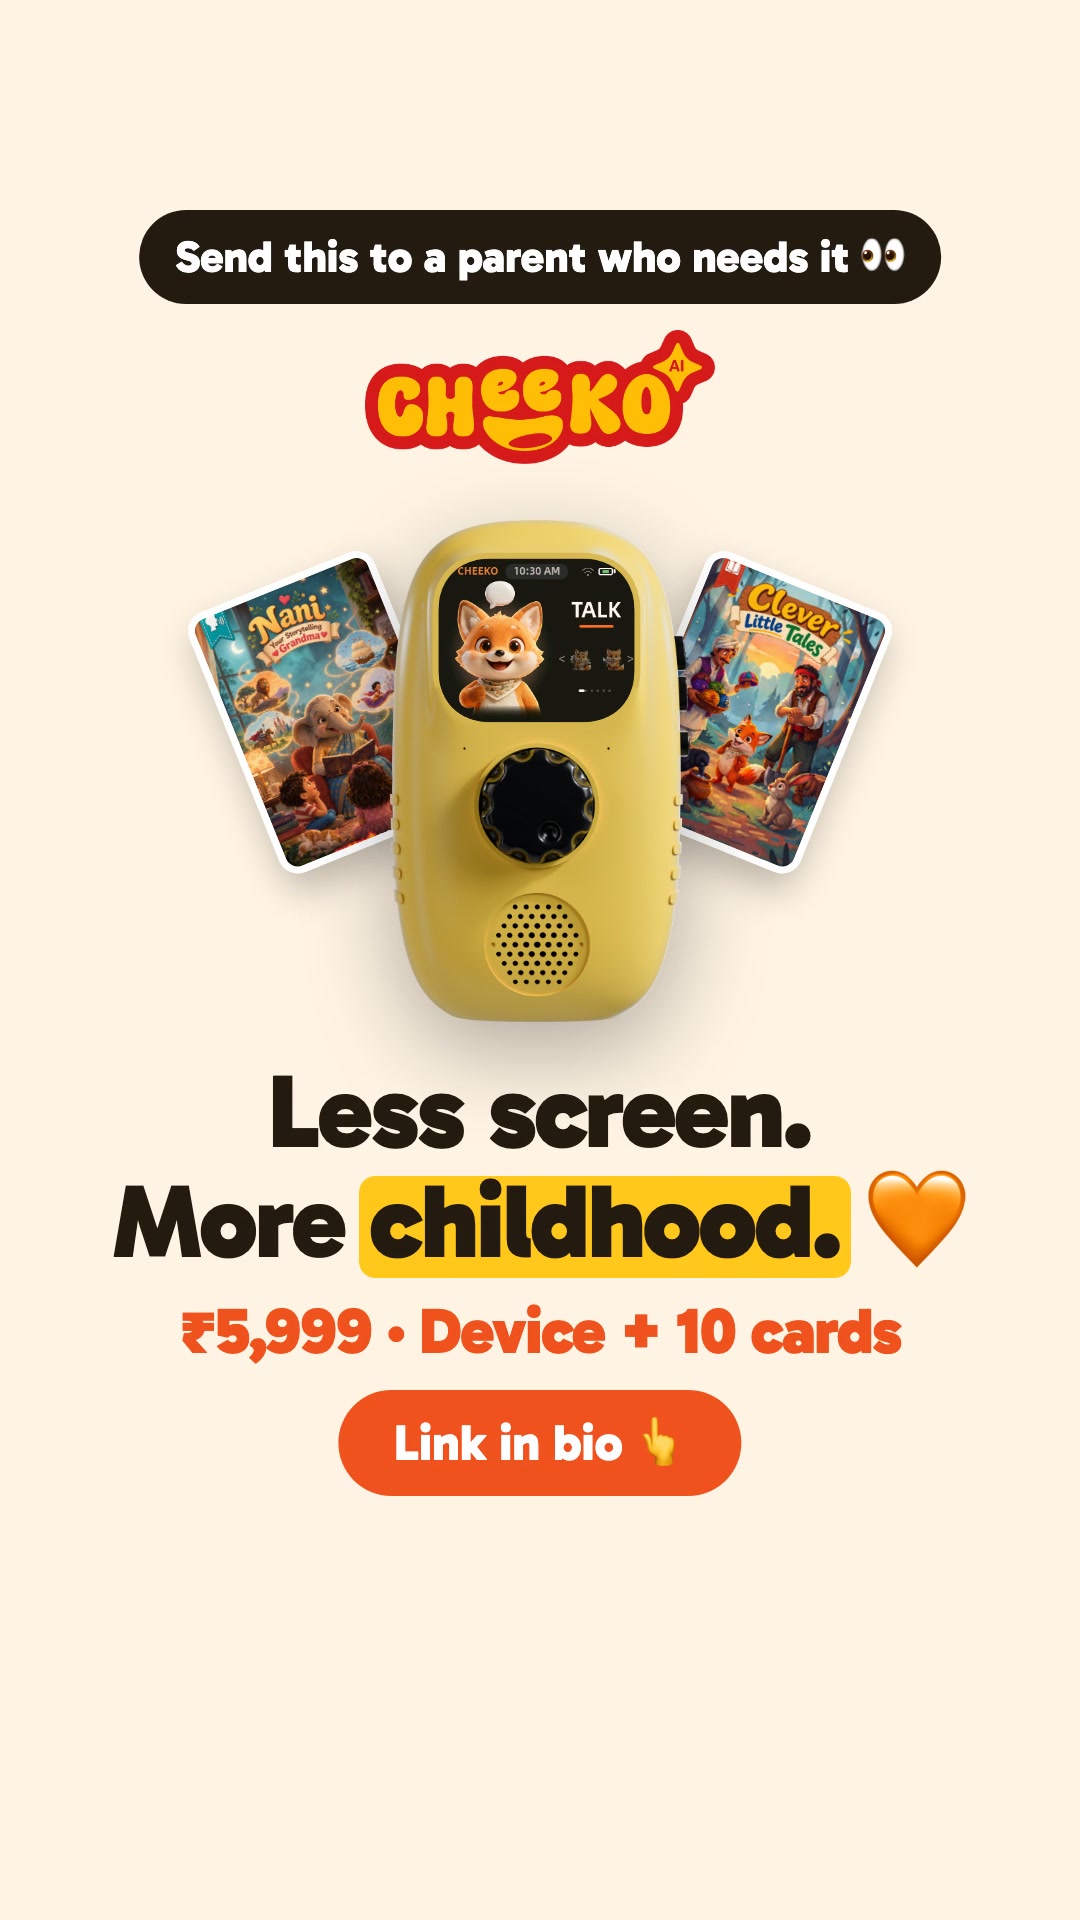 Send this to a parent who needs it 👀
CHeeKO AI
CHEEKO 10:30 AM
TALK
< >
Nani
Your Storytelling
Grandma
Clever
Little Tales
Less screen.
More childhood. 🧡
₹5,999 • Device + 10 cards
Link in bio 👆